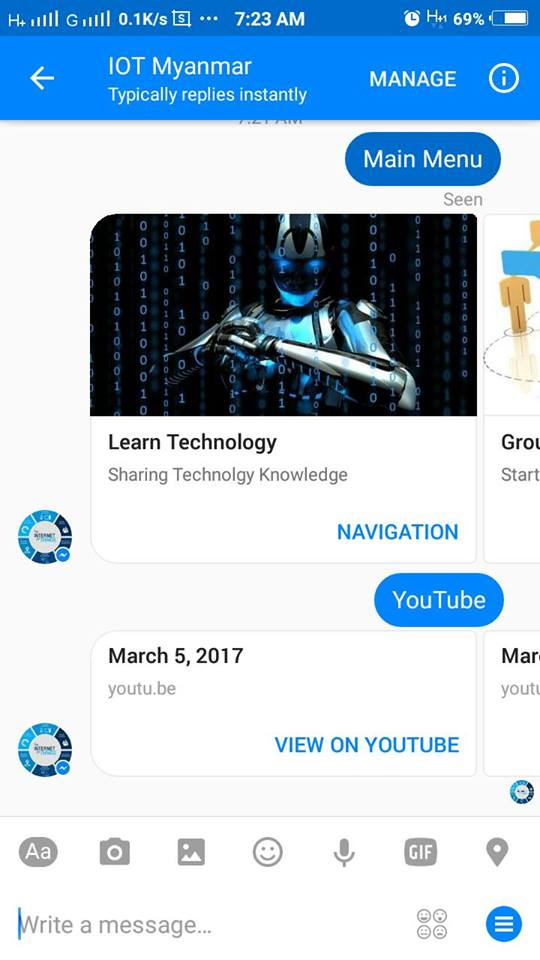 H+ G 0.1K/s S ••• 7:23 AM H+1 69%
IOT Myanmar
Typically replies instantly
MANAGE
7:21 AM
Main Menu
Seen
Learn Technology
Sharing Technolgy Knowledge
NAVIGATION
Grou
Start
YouTube
March 5, 2017
youtu.be
VIEW ON YOUTUBE
Mar
youtu
Aa
GIF
Write a message...